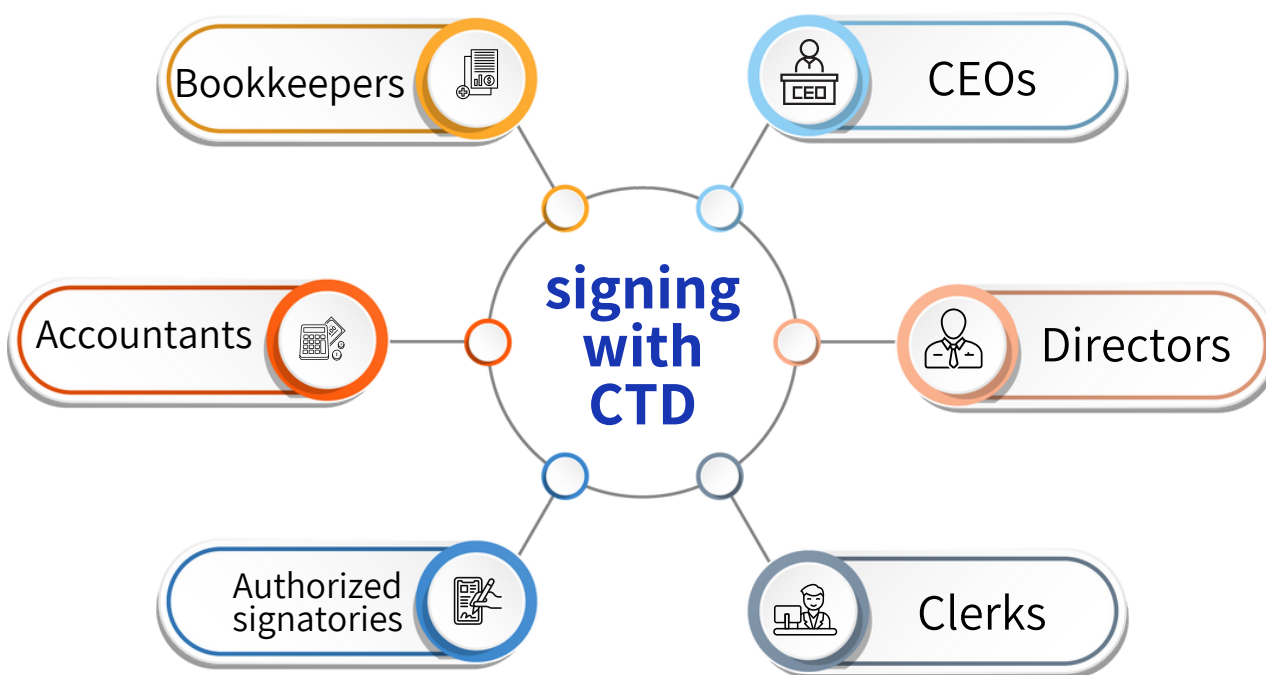 Bookkeepers
CEO
CEOs
signing
with
CTD
Accountants
Directors
Authorized
signatories
Clerks